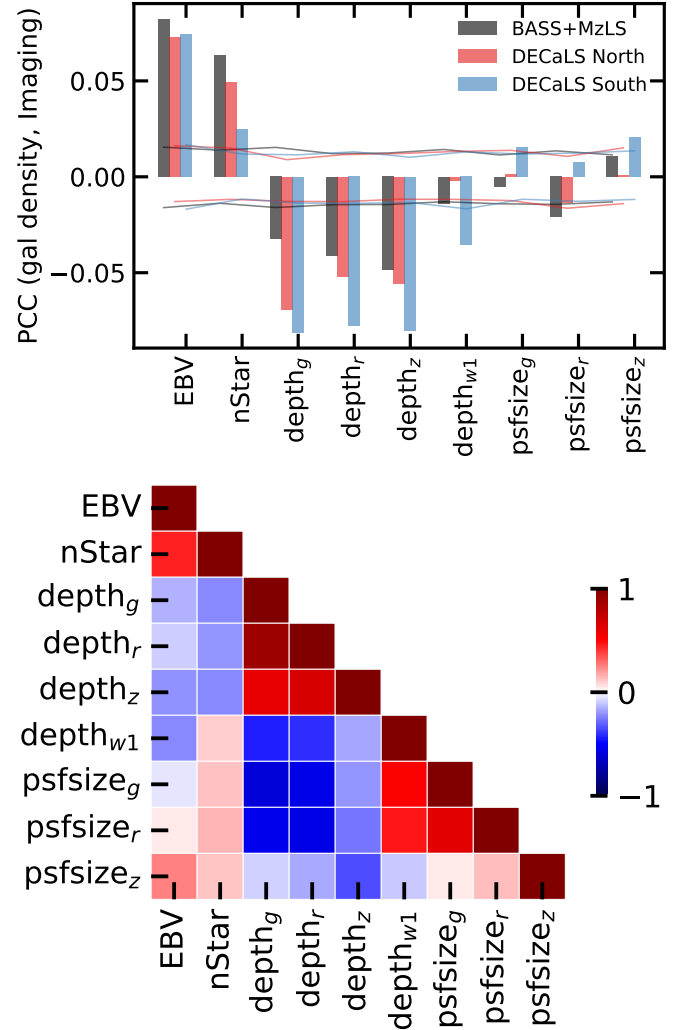 PCC (gal density, Imaging)
0.05
0.00
−0.05
BASS+MzLS
DECaLS North
DECaLS South
EBV
nStar
depth_g
depth_r
depth_z
depth_w1
psfsize_g
psfsize_r
psfsize_z
EBV
nStar
depth_g
depth_r
depth_z
depth_w1
psfsize_g
psfsize_r
psfsize_z
1
0
−1
EBV
nStar
depth_g
depth_r
depth_z
depth_w1
psfsize_g
psfsize_r
psfsize_z